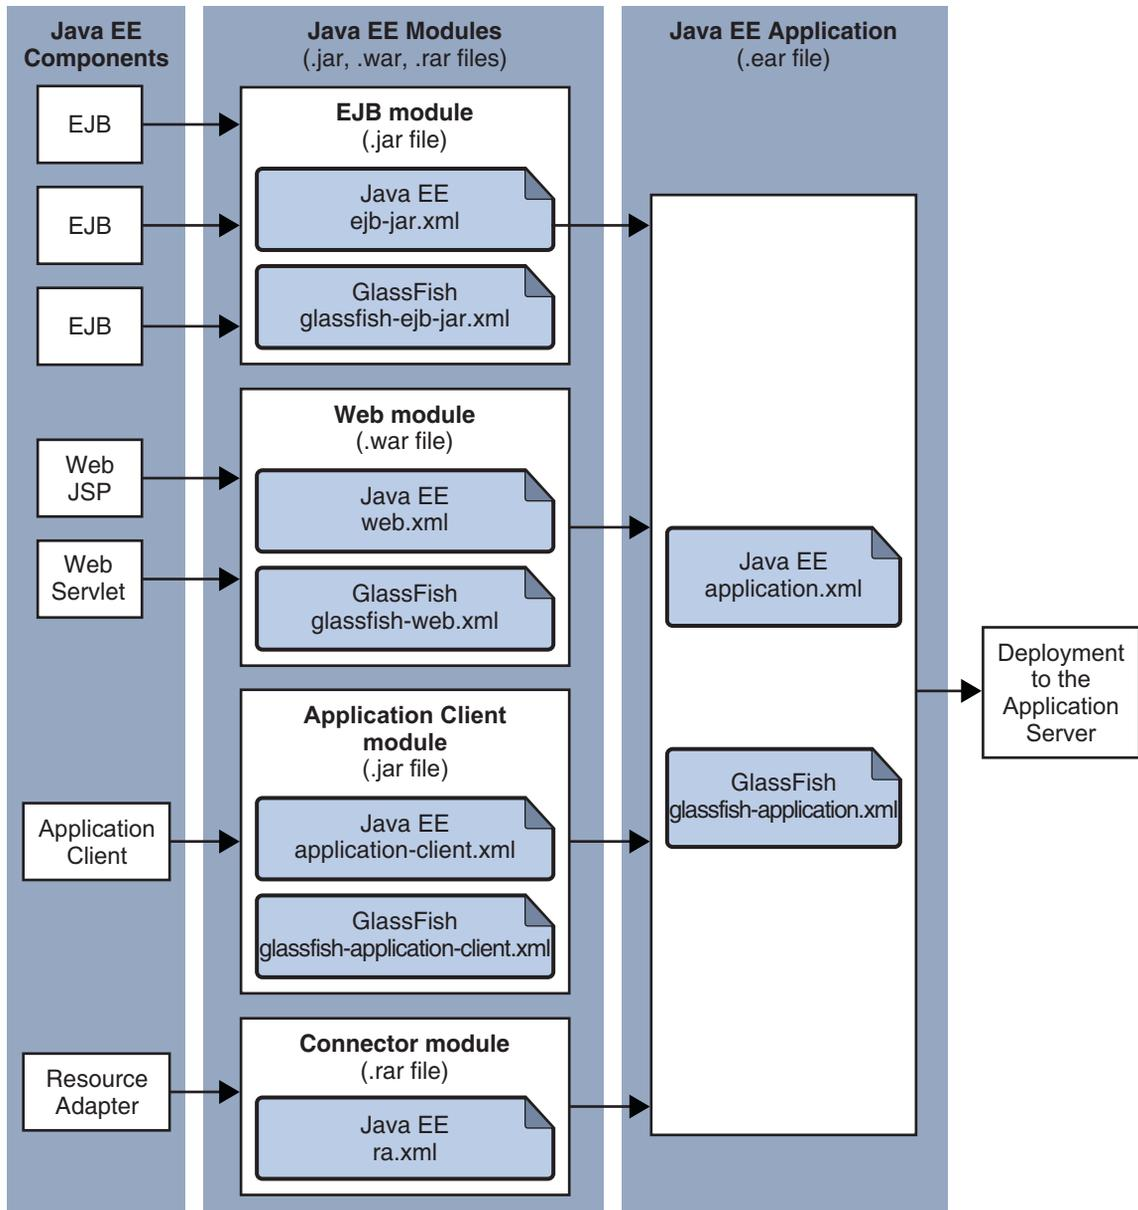 Java EE
Components
EJB
EJB
EJB
Web
JSP
Web
Servlet
Application
Client
Resource
Adapter
Java EE Modules
(.jar, .war, .rar files)
EJB module
(.jar file)
Java EE
ejb-jar.xml
GlassFish
glassfish-ejb-jar.xml
Web module
(.war file)
Java EE
web.xml
GlassFish
glassfish-web.xml
Application Client
module
(.jar file)
Java EE
application-client.xml
GlassFish
glassfish-application-client.xml
Connector module
(.rar file)
Java EE
ra.xml
Java EE Application
(.ear file)
Java EE
application.xml
GlassFish
glassfish-application.xml
Deployment
to the
Application
Server